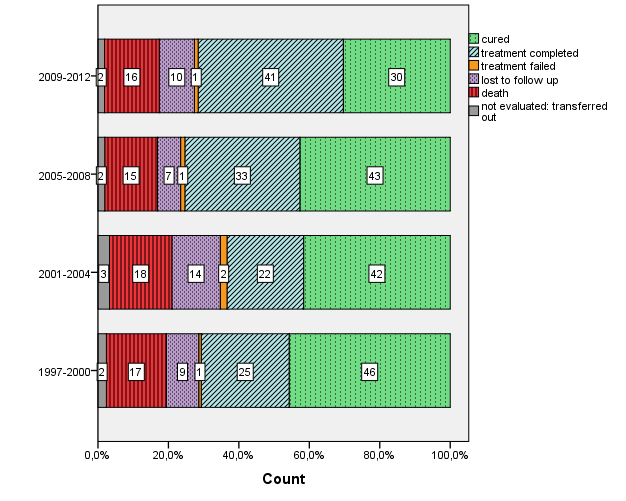 cured
treatment completed
treatment failed
lost to follow up
death
not evaluated: transferred
out
2009-2012
2 16 10 1 41 30
2005-2008
2 15 7 1 33 43
2001-2004
3 18 14 2 22 42
1997-2000
2 17 9 1 25 46
0,0% 20,0% 40,0% 60,0% 80,0% 100,0%
Count